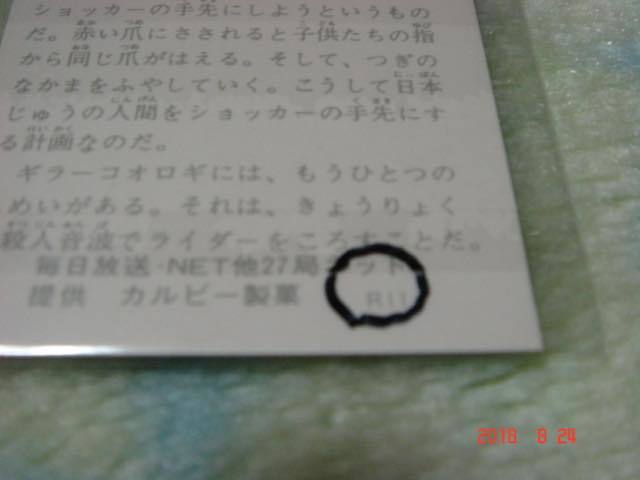 ショッカーの手先にしようというもの
だ。赤い爪にさされると子供たちの指
から同じ爪がはえる。そして、つぎの
なかまをふやしていく。こうして日本
じゅうの人間をショッカーの手先にす
る計画なのだ。
ギラーコオロギには、もうひとつの
めいがある。それは、きょうりょく
殺人音波でライダーをころすことだ。
毎日放送・NET他27局ネット
提供 カルビー製菓 R11
2018 8 24